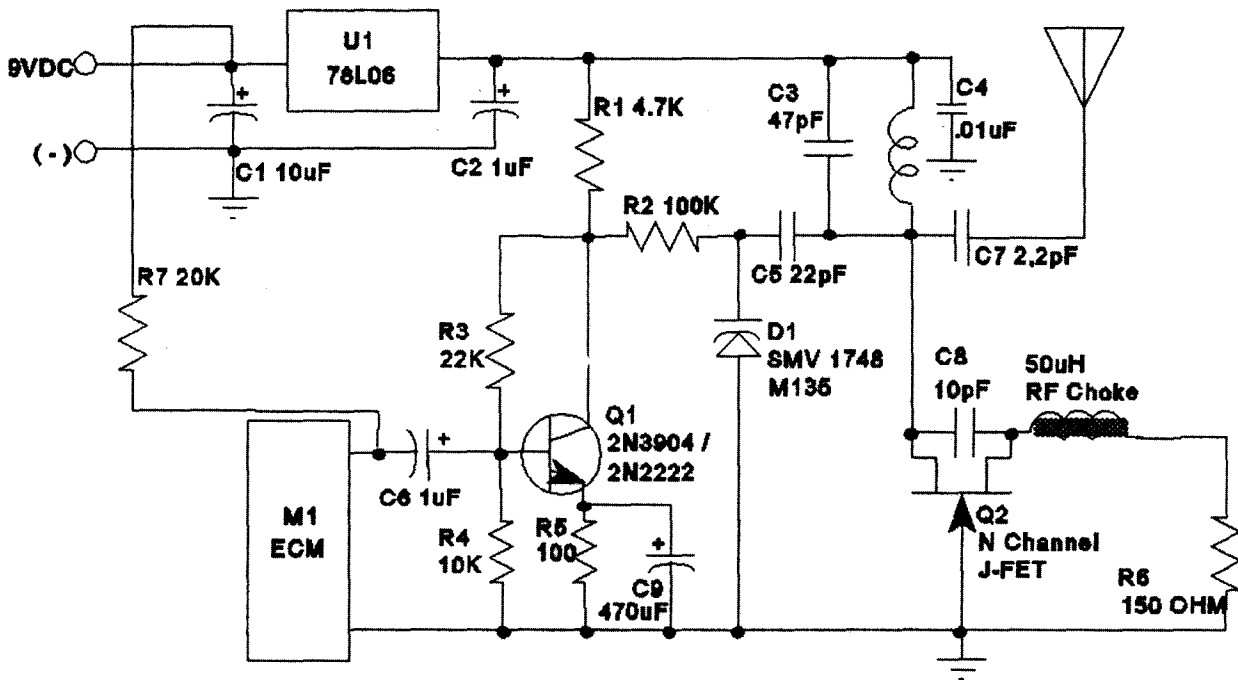 9VDC
(-)
U1
78L06
+
C1 10uF
+
C2 1uF
R1 4.7K
C3
47pF
C4
.01uF
R2 100K
C5 22pF
C7 2,2pF
R7 20K
R3
22K
D1
SMV 1748
M135
C8
10pF
50uH
RF Choke
Q1
2N3904 /
2N2222
+
C6 1uF
M1
ECM
R4
10K
R5
100
+
C9
470uF
Q2
N Channel
J-FET
R6
150 OHM